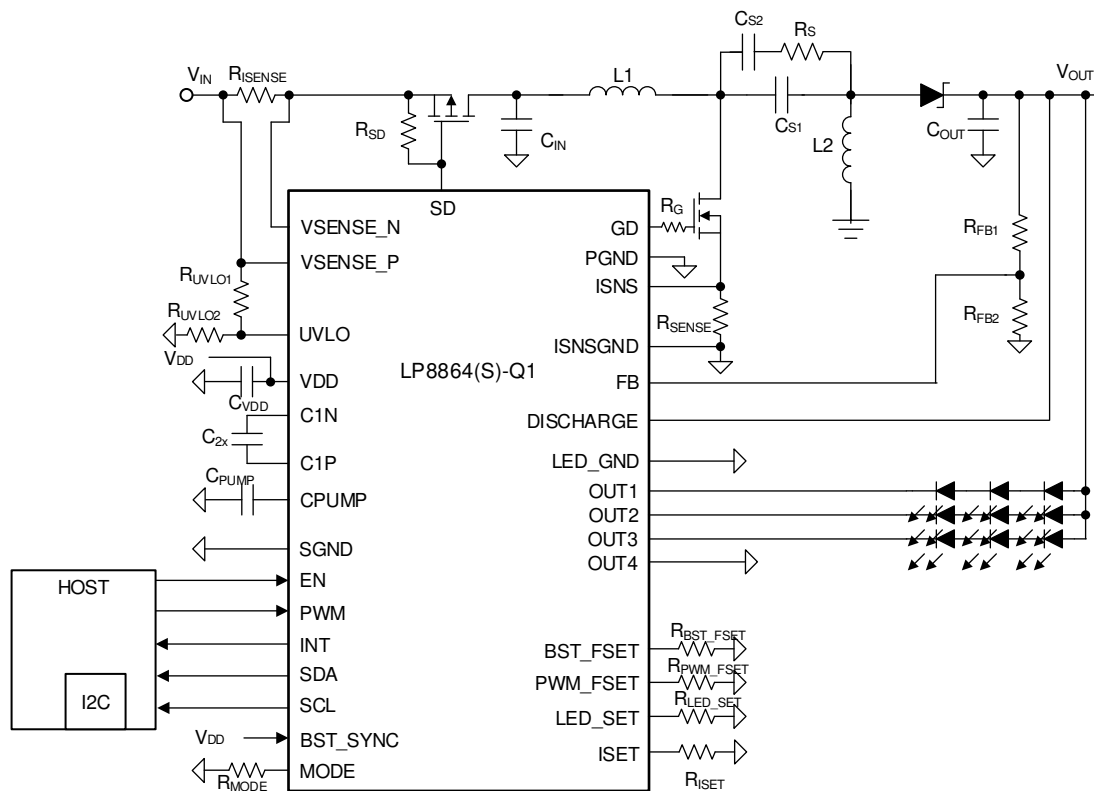 CS2
RS
VIN
RISENSE
L1
VOUT
RSD
CIN
CS1
L2
COUT
SD
VSENSE_N
VSENSE_P
RUVLO1
RUVLO2
UVLO
VDD
VDD
CVDD
C1N
C2x
C1P
CPUMP
CPUMP
SGND
HOST
I2C
EN
PWM
INT
SDA
SCL
VDD
BST_SYNC
MODE
RMODE
LP8864(S)-Q1
GD
RG
PGND
ISNS
RSENSE
ISNSGND
FB
RFB1
RFB2
DISCHARGE
LED_GND
OUT1
OUT2
OUT3
OUT4
BST_FSET
RBST_FSET
PWM_FSET
RPWM_FSET
LED_SET
RLED_SET
ISET
RISET